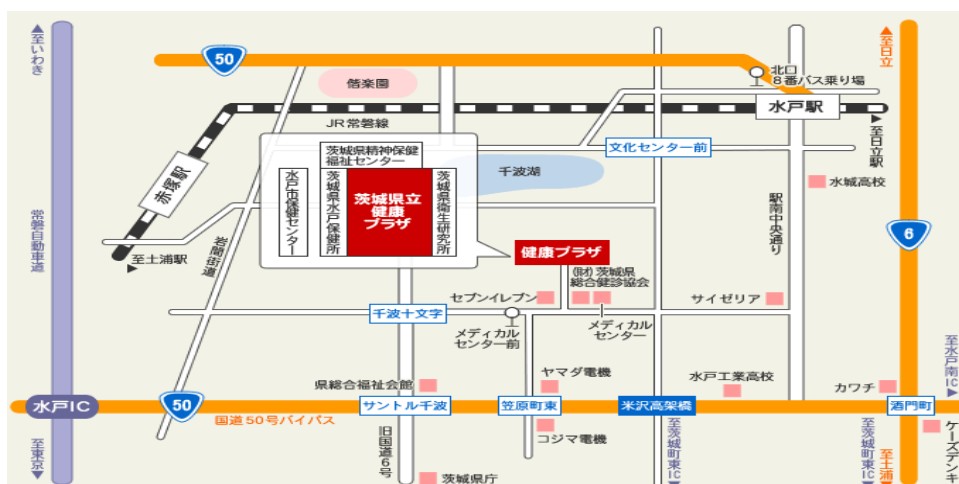 ▲至いわき
50
偕楽園
北口
8番バス乗り場
▲至日立
水戸駅
JR常磐線
▼至日立駅
文化センター前
茨城県精神保健
福祉センター
水戸市保健センター
茨城県水戸保健所
茨城県立
健康
プラザ
茨城県衛生研究所
千波湖
水城高校
赤塚駅
至土浦駅
▼
岩間街道
常磐自動車道
駅南中央通り
6
健康プラザ
(財)茨城県
総合健診協会
セブンイレブン
サイゼリア
千波十文字
メディカル
センター前
メディカル
センター
至水戸南IC▶
県総合福祉会館
ヤマダ電機
水戸工業高校
カワチ
水戸IC
50
国道50号バイパス
サントル千波
笠原町東
米沢高架橋
酒門町
コジマ電機
ケーズデンキ
至東京▼
旧国道6号
茨城県庁
至茨城町東IC▼
至茨城町東IC▼
至土浦▼